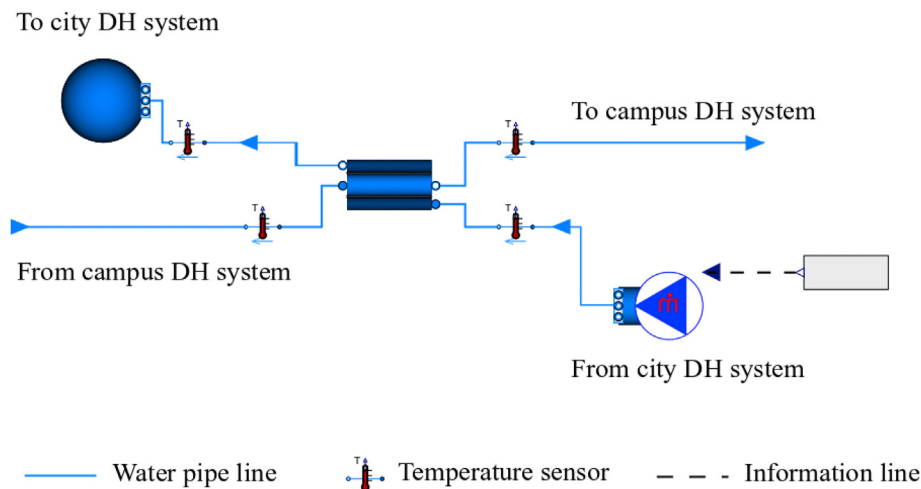 To city DH system
To campus DH system
T
T
T
T
From campus DH system
ṁ
From city DH system
T
Water pipe line
Temperature sensor
Information line